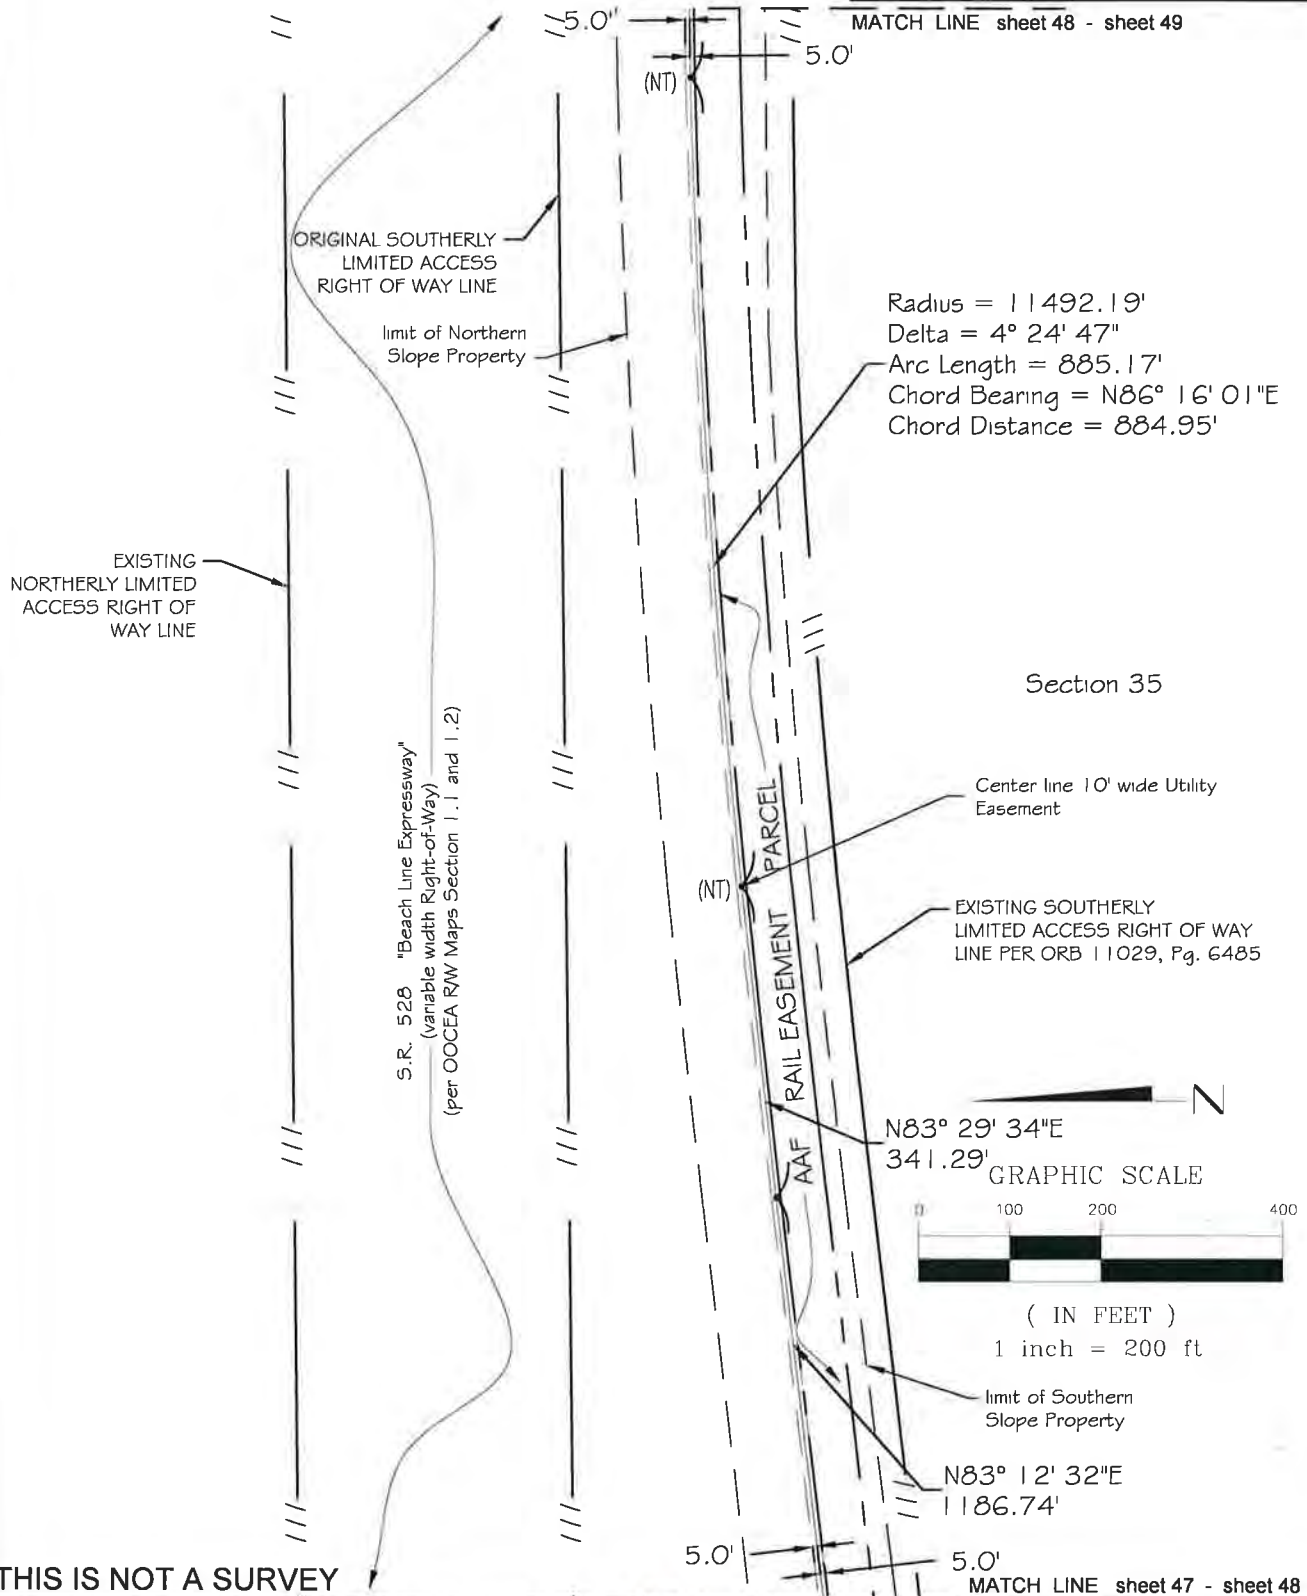 5.0'
MATCH LINE sheet 48 - sheet 49
5.0'
(NT)
ORIGINAL SOUTHERLY
LIMITED ACCESS
RIGHT OF WAY LINE
limit of Northern
Slope Property
Radius = 11492.19'
Delta = 4° 24' 47"
Arc Length = 885.17'
Chord Bearing = N86° 16' 01"E
Chord Distance = 884.95'
EXISTING
NORTHERLY LIMITED
ACCESS RIGHT OF
WAY LINE
Section 35
S.R. 528 "Beach Line Expressway"
(variable width Right-of-Way)
(per OOCEA R/W Maps Section 1.1 and 1.2)
Center line 10' wide Utility
Easement
(NT)
AAF RAIL EASEMENT PARCEL
EXISTING SOUTHERLY
LIMITED ACCESS RIGHT OF WAY
LINE PER ORB 11029, Pg. 6485
N
N83° 29' 34"E
341.29'
GRAPHIC SCALE
0 100 200 400
( IN FEET )
1 inch = 200 ft
limit of Southern
Slope Property
N83° 12' 32"E
1186.74'
5.0'
5.0'
THIS IS NOT A SURVEY
MATCH LINE sheet 47 - sheet 48